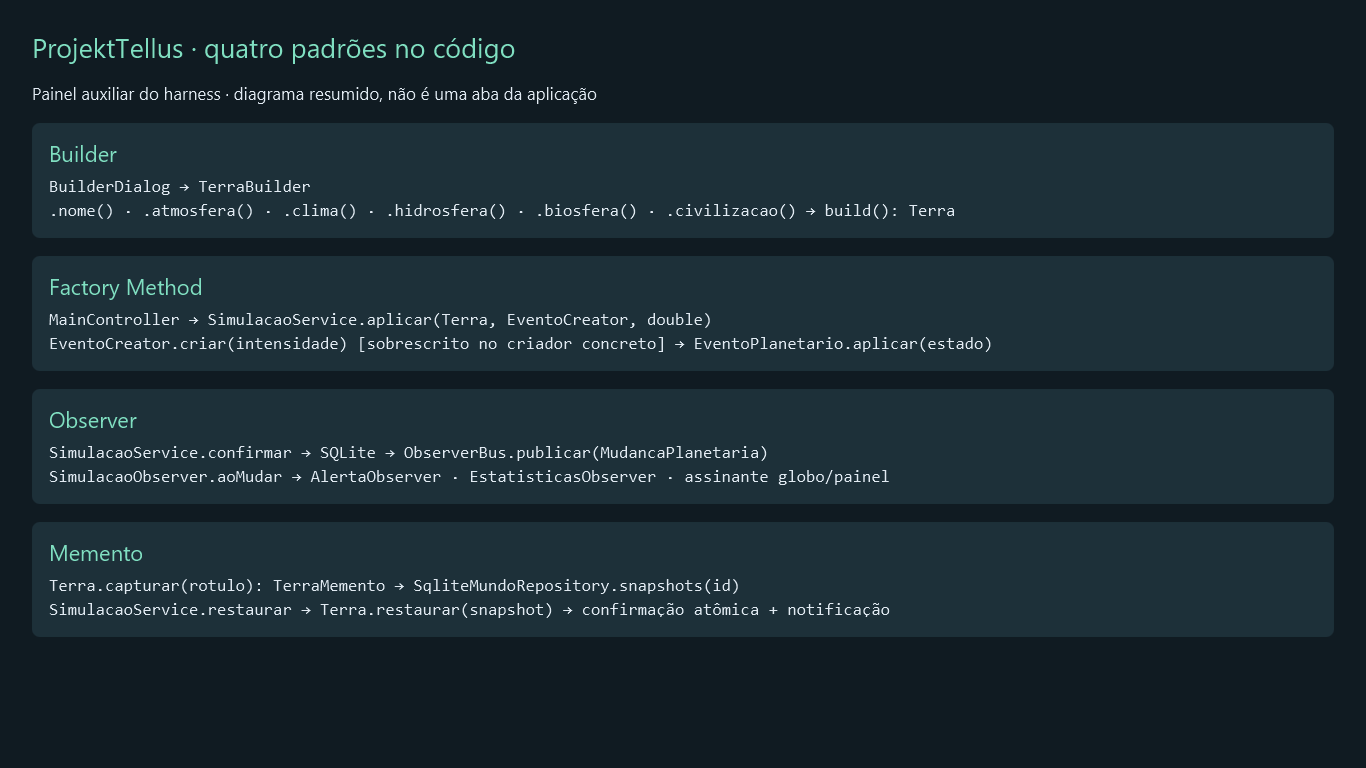 ProjektTellus · quatro padrões no código
Painel auxiliar do harness · diagrama resumido, não é uma aba da aplicação
Builder
BuilderDialog → TerraBuilder
.nome() · .atmosfera() · .clima() · .hidrosfera() · .biosfera() · .civilizacao() → build(): Terra
Factory Method
MainController → SimulacaoService.aplicar(Terra, EventoCreator, double)
EventoCreator.criar(intensidade) [sobrescrito no criador concreto] → EventoPlanetario.aplicar(estado)
Observer
SimulacaoService.confirmar → SQLite → ObserverBus.publicar(MudancaPlanetaria)
SimulacaoObserver.aoMudar → AlertaObserver · EstatisticasObserver · assinante globo/painel
Memento
Terra.capturar(rotulo): TerraMemento → SqliteMundoRepository.snapshots(id)
SimulacaoService.restaurar → Terra.restaurar(snapshot) → confirmação atômica + notificação